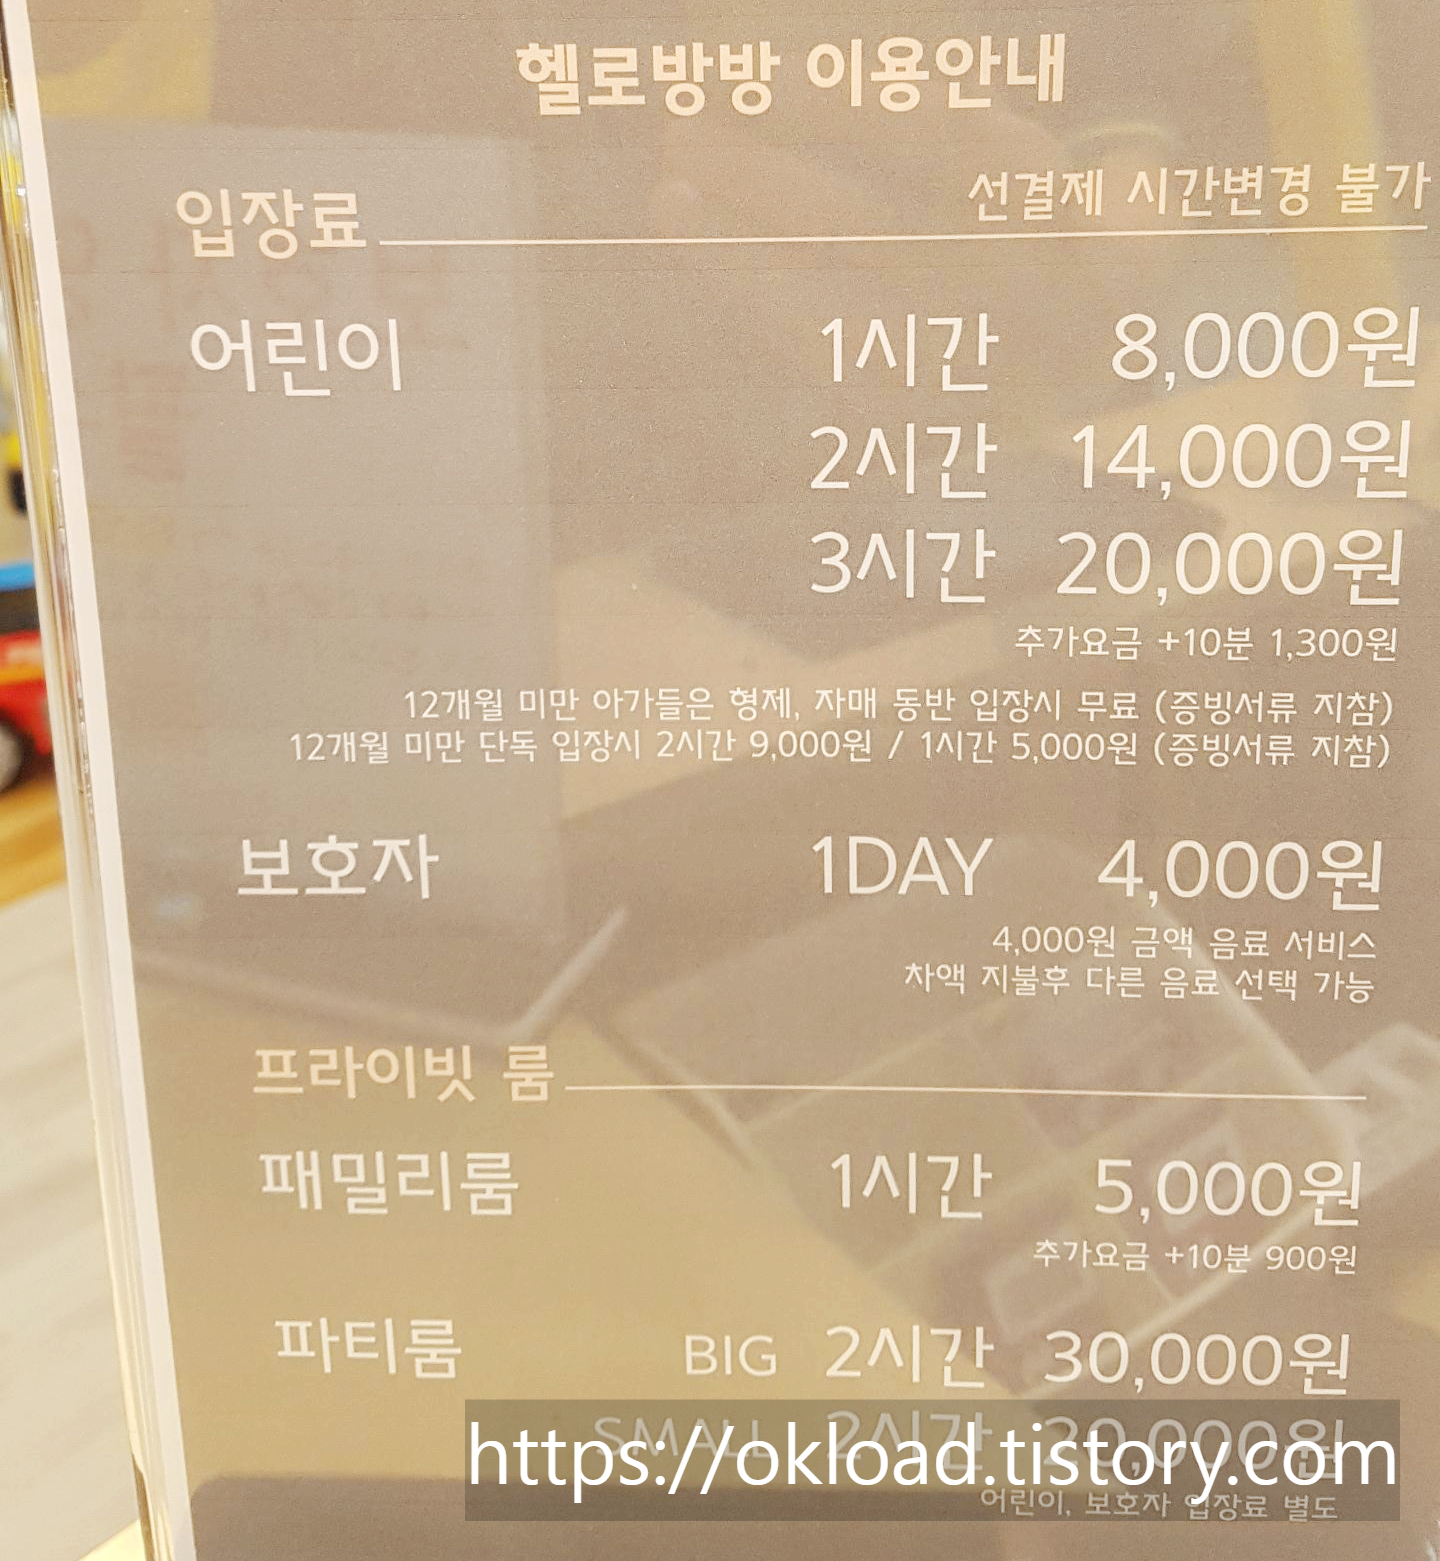 헬로방방 이용안내
입장료 선결제 시간변경 불가
어린이 1시간 8,000원
2시간 14,000원
3시간 20,000원
추가요금 +10분 1,300원
12개월 미만 아가들은 형제, 자매 동반 입장시 무료 (증빙서류 지참)
12개월 미만 단독 입장시 2시간 9,000원 / 1시간 5,000원 (증빙서류 지참)
보호자 1DAY 4,000원
4,000원 금액 음료 서비스
차액 지불후 다른 음료 선택 가능
프라이빗 룸
패밀리룸 1시간 5,000원
추가요금 +10분 900원
파티룸 BIG 2시간 30,000원
SMALL 2시간 20,000원
https://okload.tistory.com
어린이, 보호자 입장료 별도